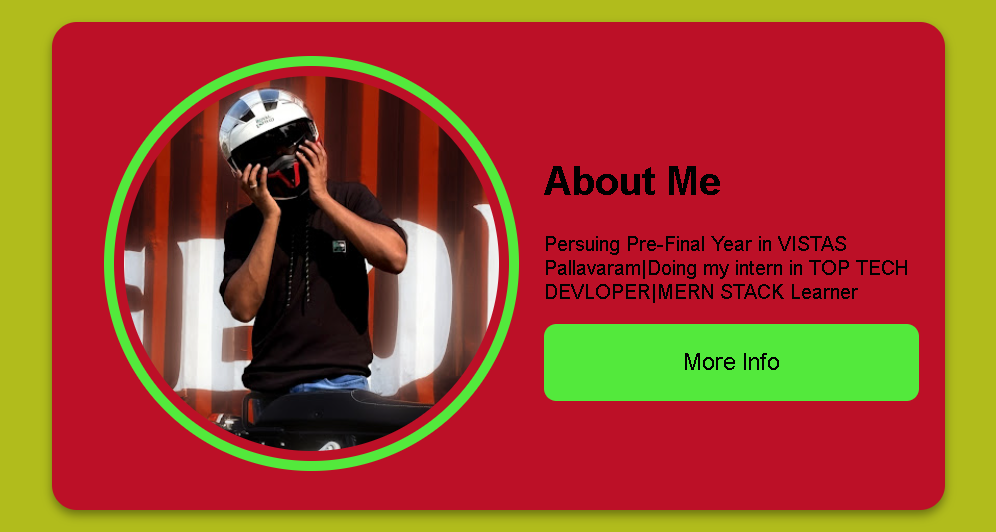 About Me
Persuing Pre-Final Year in VISTAS
Pallavaram|Doing my intern in TOP TECH
DEVLOPER|MERN STACK Learner
More Info